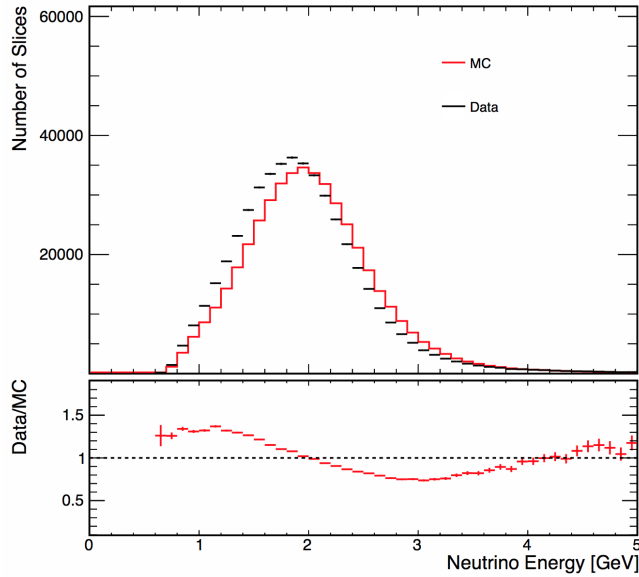 Number of Slices
60000
40000
20000
MC
Data
Data/MC
1.5
1
0.5
0 1 2 3 4 5
Neutrino Energy [GeV]